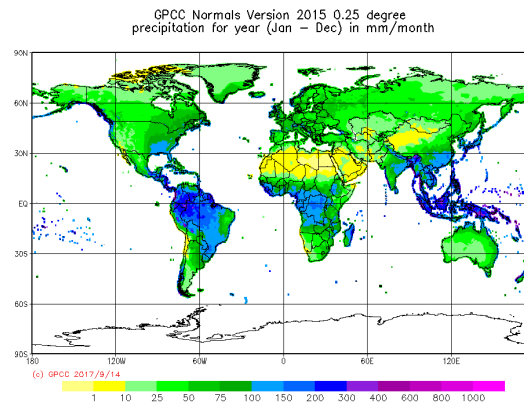 GPCC Normals Version 2015 0.25 degree
precipitation for year (Jan – Dec) in mm/month
90N
60N
30N
EQ
30S
60S
90S
180 120W 60W 0 60E 120E
(c) GPCC 2017/9/14
1 10 25 50 75 100 150 200 300 400 600 800 1000